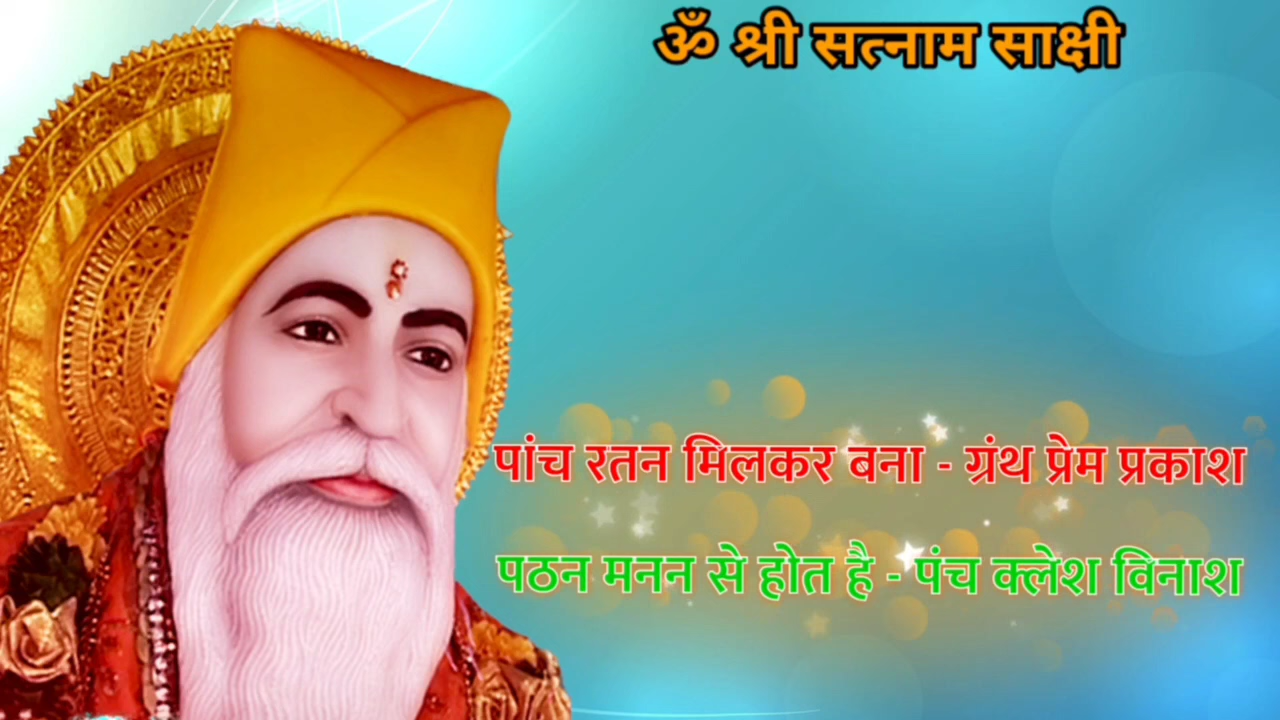 ॐ श्री सत्नाम साक्षी
पांच रतन मिलकर बना - ग्रंथ प्रेम प्रकाश
पठन मनन से होत है - पंच क्लेश विनाश